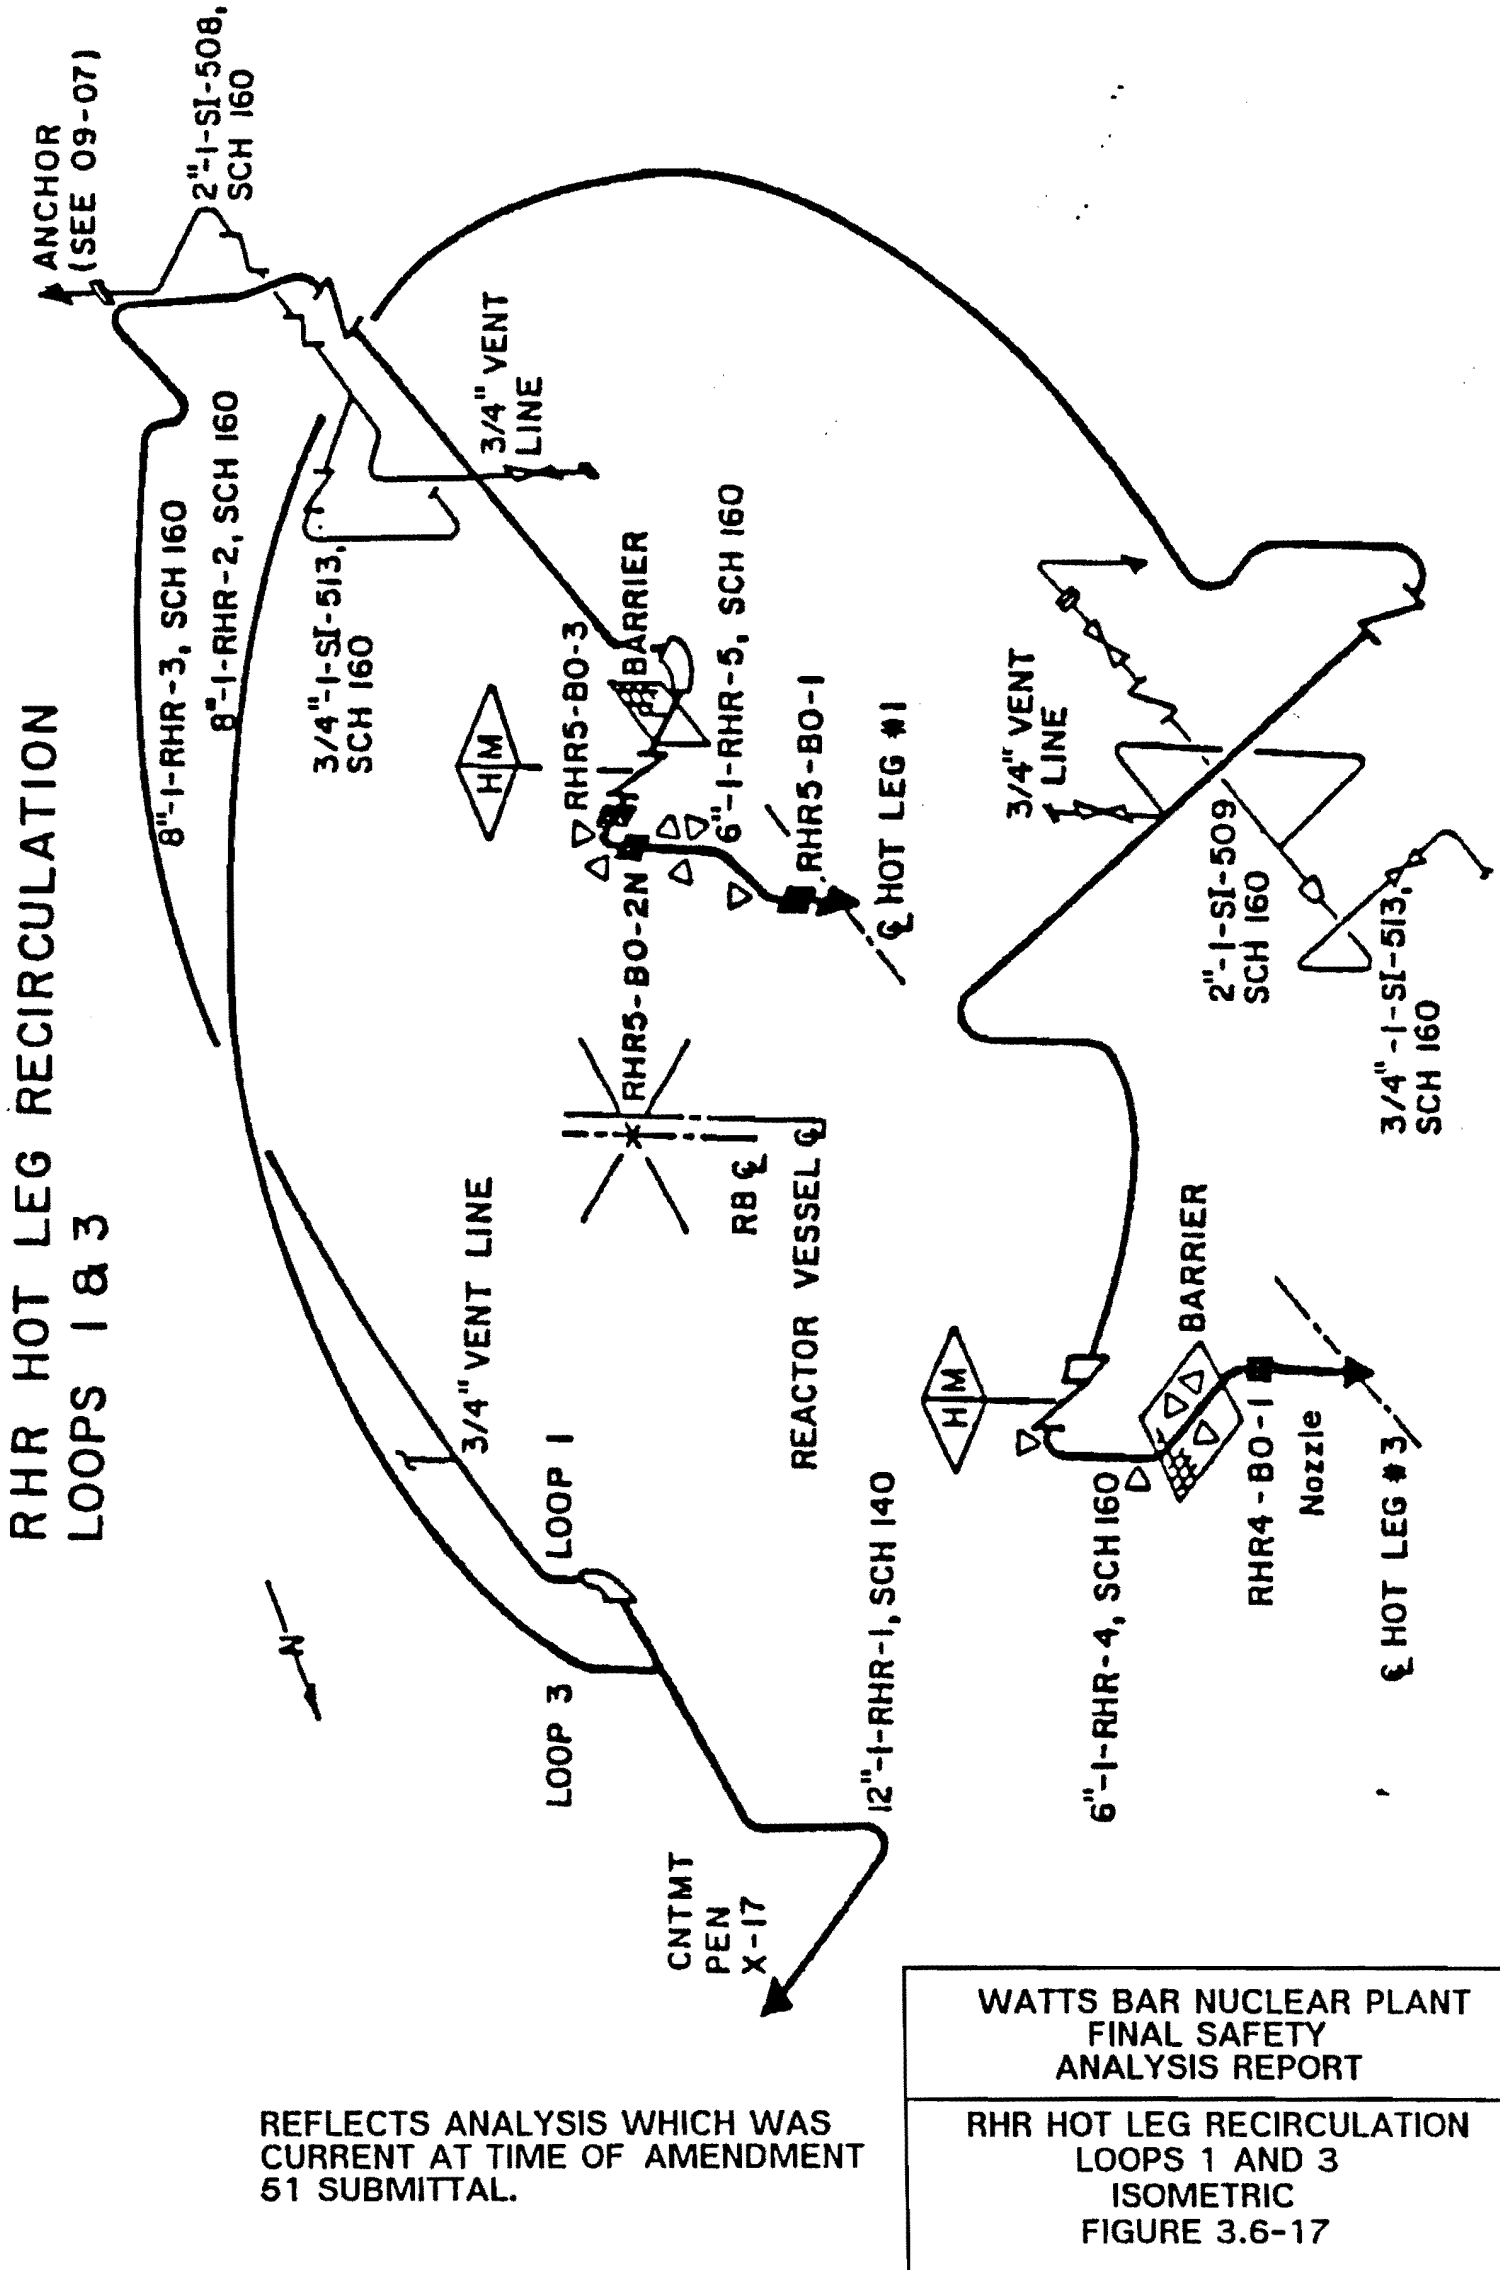 RHR HOT LEG RECIRCULATION
LOOPS 1 & 3
ANCHOR
(SEE 09-07)
2"-1-SI-508,
SCH 160
8"-1-RHR-3, SCH 160
8"-1-RHR-2, SCH 160
3/4"-1-SI-513,
SCH 160
3/4" VENT
LINE
H M
RHR5-BO-3
BARRIER
6"-1-RHR-5, SCH 160
RHR5-BO-2N
RHR5-BO-1
℄ HOT LEG #1
N
3/4" VENT LINE
LOOP 1
LOOP 3
RB ℄
REACTOR VESSEL ℄
3/4" VENT
LINE
2"-1-SI-509
SCH 160
3/4"-1-SI-513,
SCH 160
12"-1-RHR-1, SCH 140
CNTMT
PEN
X-17
H M
6"-1-RHR-4, SCH 160
BARRIER
RHR4-BO-1
Nozzle
℄ HOT LEG #3
REFLECTS ANALYSIS WHICH WAS
CURRENT AT TIME OF AMENDMENT
51 SUBMITTAL.
WATTS BAR NUCLEAR PLANT
FINAL SAFETY
ANALYSIS REPORT
RHR HOT LEG RECIRCULATION
LOOPS 1 AND 3
ISOMETRIC
FIGURE 3.6-17